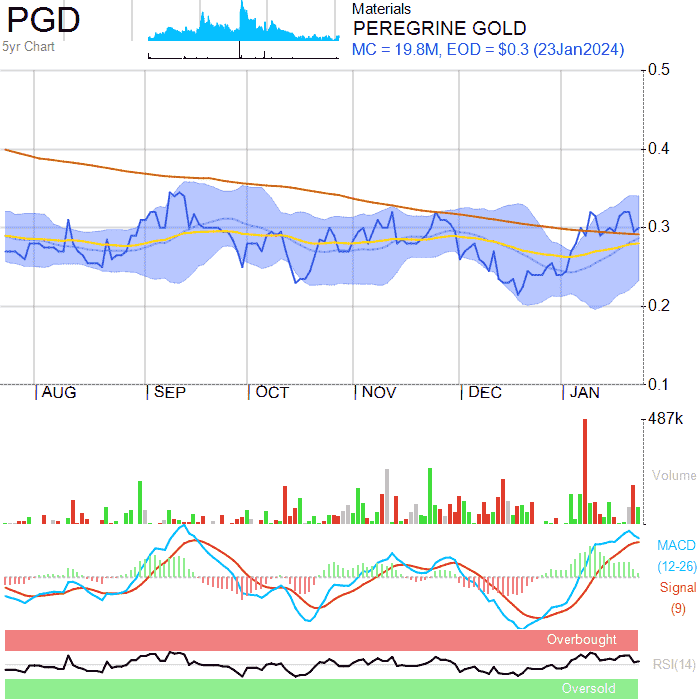 PGD
5yr Chart
Materials
PEREGRINE GOLD
MC = 19.8M, EOD = $0.3 (23Jan2024)
0.5
0.4
0.3
0.2
0.1
AUG SEP OCT NOV DEC JAN
487k
Volume
MACD
(12-26)
Signal
(9)
Overbought
RSI(14)
Oversold